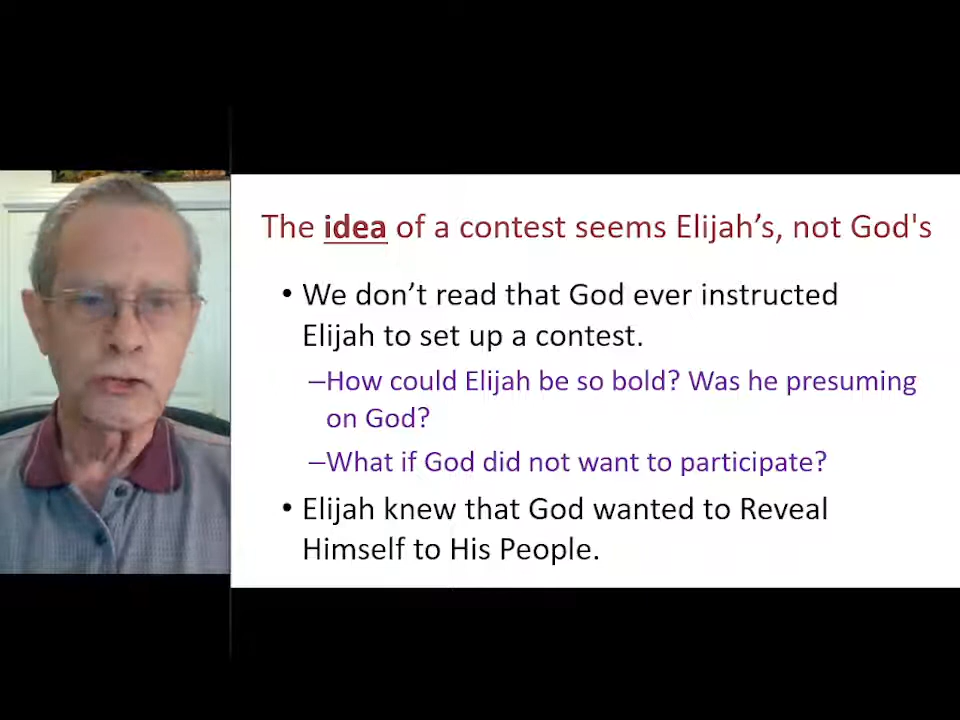 The idea of a contest seems Elijah’s, not God's
• We don’t read that God ever instructed
Elijah to set up a contest.
–How could Elijah be so bold? Was he presuming
on God?
–What if God did not want to participate?
• Elijah knew that God wanted to Reveal
Himself to His People.